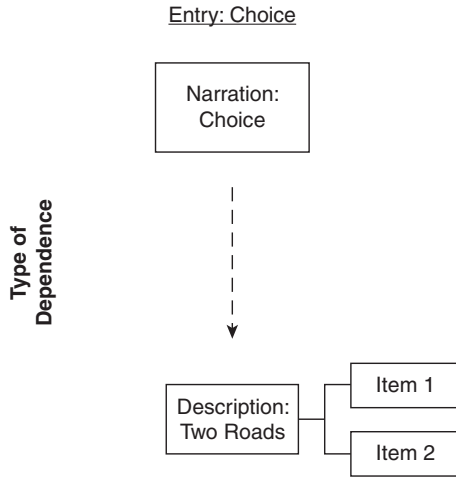 Entry: Choice
Narration:
Choice
Type of
Dependence
Description:
Two Roads
Item 1
Item 2